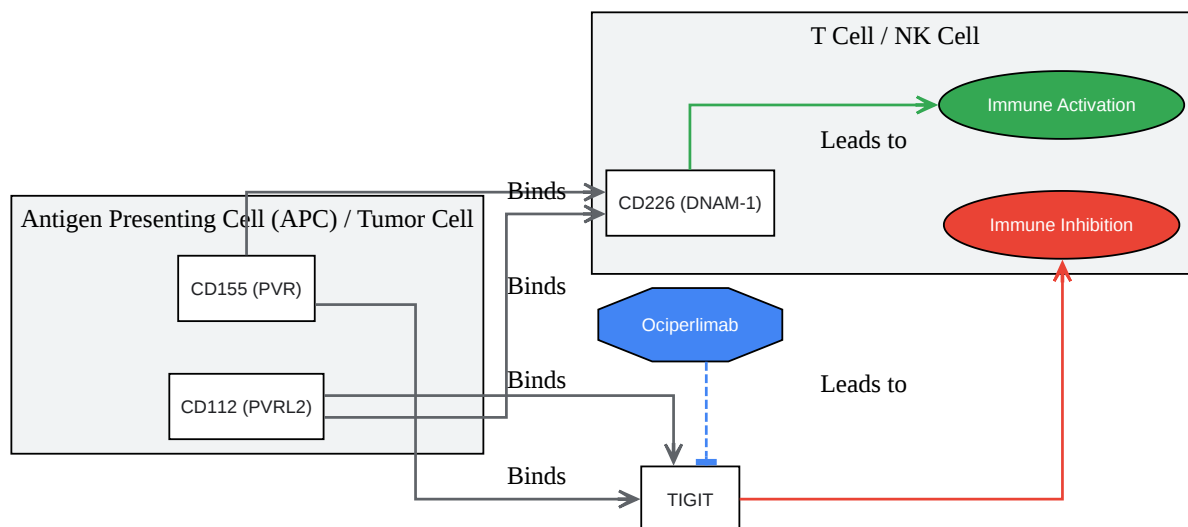 T Cell / NK Cell
Immune Activation
Leads to
Binds
CD226 (DNAM-1)
Antigen Presenting Cell (APC) / Tumor Cell
Immune Inhibition
CD155 (PVR)
Binds
Ociperlimab
Binds
Leads to
CD112 (PVRL2)
Binds
TIGIT